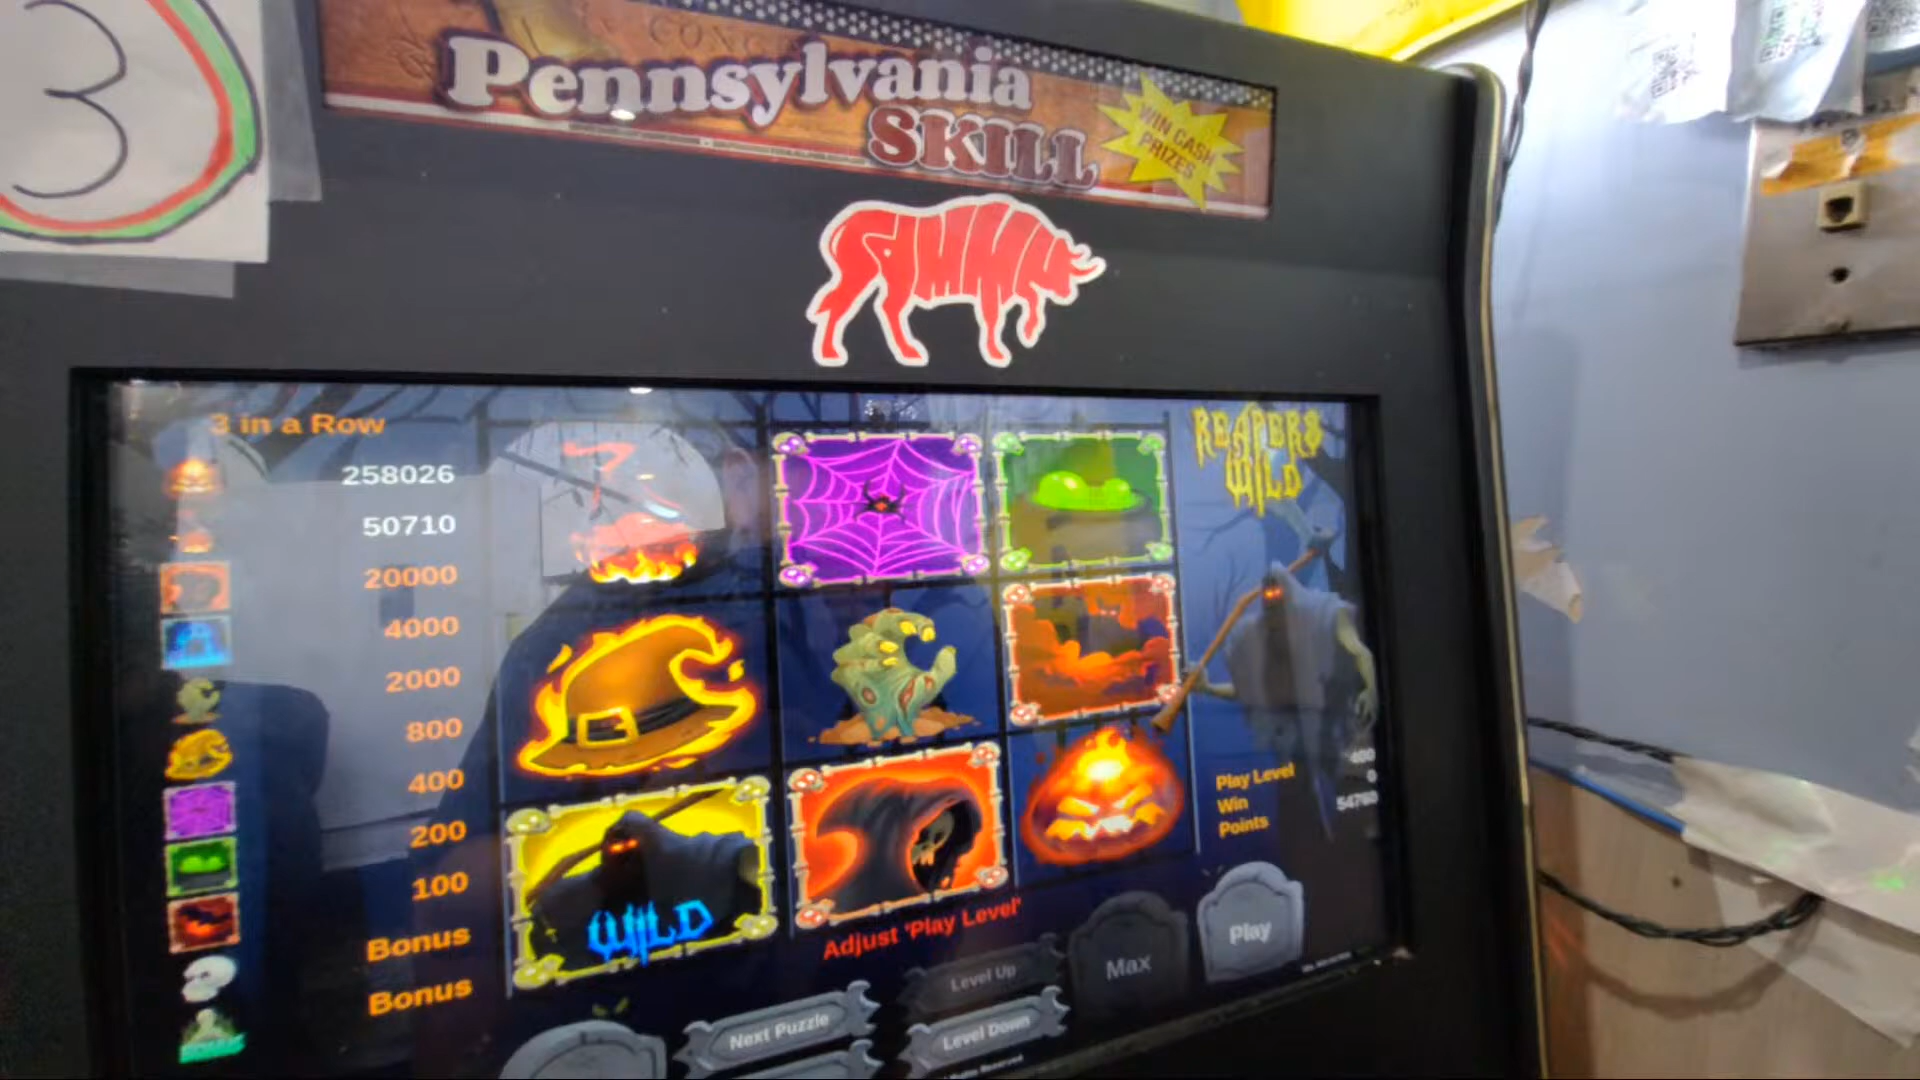 3
Pennsylvania
SKILL
WIN CASH
PRIZES
3 in a Row
258026
50710
20000
4000
2000
800
400
200
100
Bonus
Bonus
REAPERS
WILD
WILD
Play Level 400
Win 0
Points
Adjust 'Play Level'
Level Up
Max
Play
Next Puzzle
Level Down